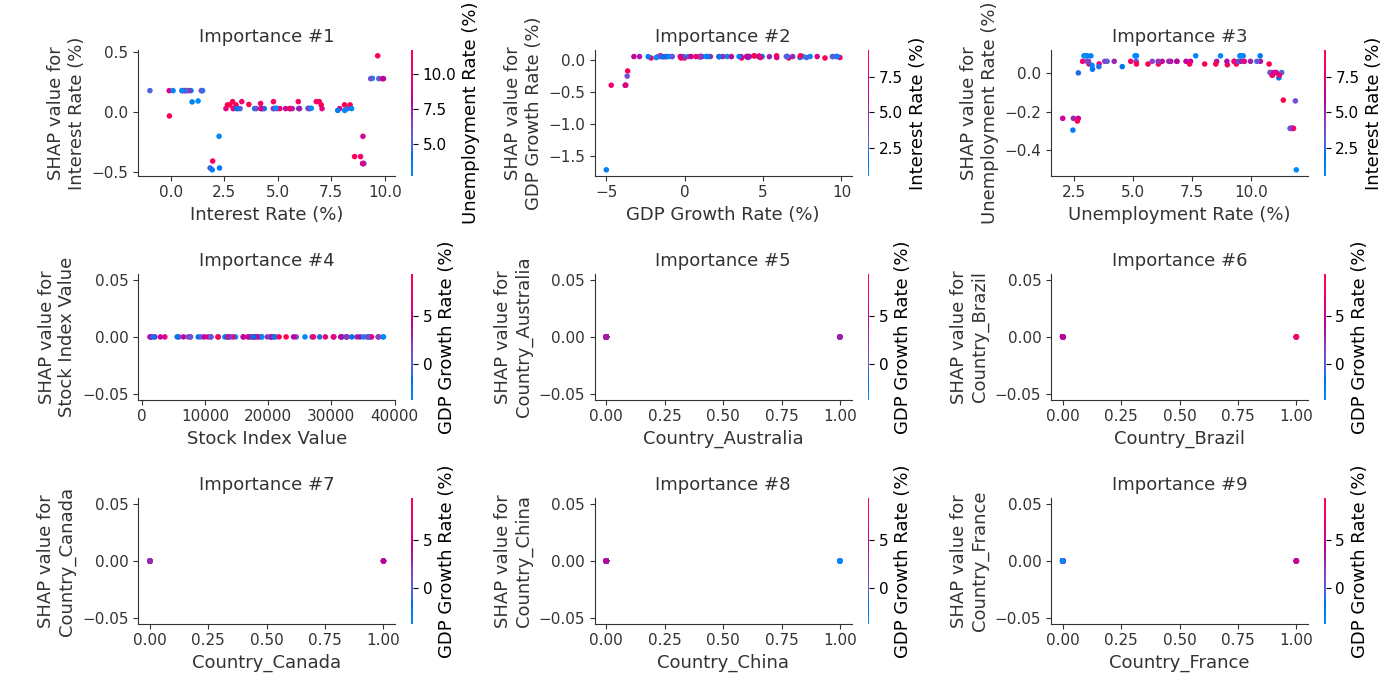 Importance #1
SHAP value for
Interest Rate (%)
0.5
0.0
−0.5
0.0
2.5
5.0
7.5
10.0
Interest Rate (%)
10.0
7.5
5.0
Unemployment Rate (%)
Importance #2
SHAP value for
GDP Growth Rate (%)
0.0
−0.5
−1.0
−1.5
−5
0
5
10
GDP Growth Rate (%)
7.5
5.0
2.5
Interest Rate (%)
Importance #3
SHAP value for
Unemployment Rate (%)
0.0
−0.2
−0.4
2.5
5.0
7.5
10.0
Unemployment Rate (%)
7.5
5.0
2.5
Interest Rate (%)
Importance #4
SHAP value for
Stock Index Value
0.05
0.00
−0.05
0
10000
20000
30000
40000
Stock Index Value
5
0
GDP Growth Rate (%)
Importance #5
SHAP value for
Country_Australia
0.05
0.00
−0.05
0.00
0.25
0.50
0.75
1.00
Country_Australia
5
0
GDP Growth Rate (%)
Importance #6
SHAP value for
Country_Brazil
0.05
0.00
−0.05
0.00
0.25
0.50
0.75
1.00
Country_Brazil
5
0
GDP Growth Rate (%)
Importance #7
SHAP value for
Country_Canada
0.05
0.00
−0.05
0.00
0.25
0.50
0.75
1.00
Country_Canada
5
0
GDP Growth Rate (%)
Importance #8
SHAP value for
Country_China
0.05
0.00
−0.05
0.00
0.25
0.50
0.75
1.00
Country_China
5
0
GDP Growth Rate (%)
Importance #9
SHAP value for
Country_France
0.05
0.00
−0.05
0.00
0.25
0.50
0.75
1.00
Country_France
5
0
GDP Growth Rate (%)